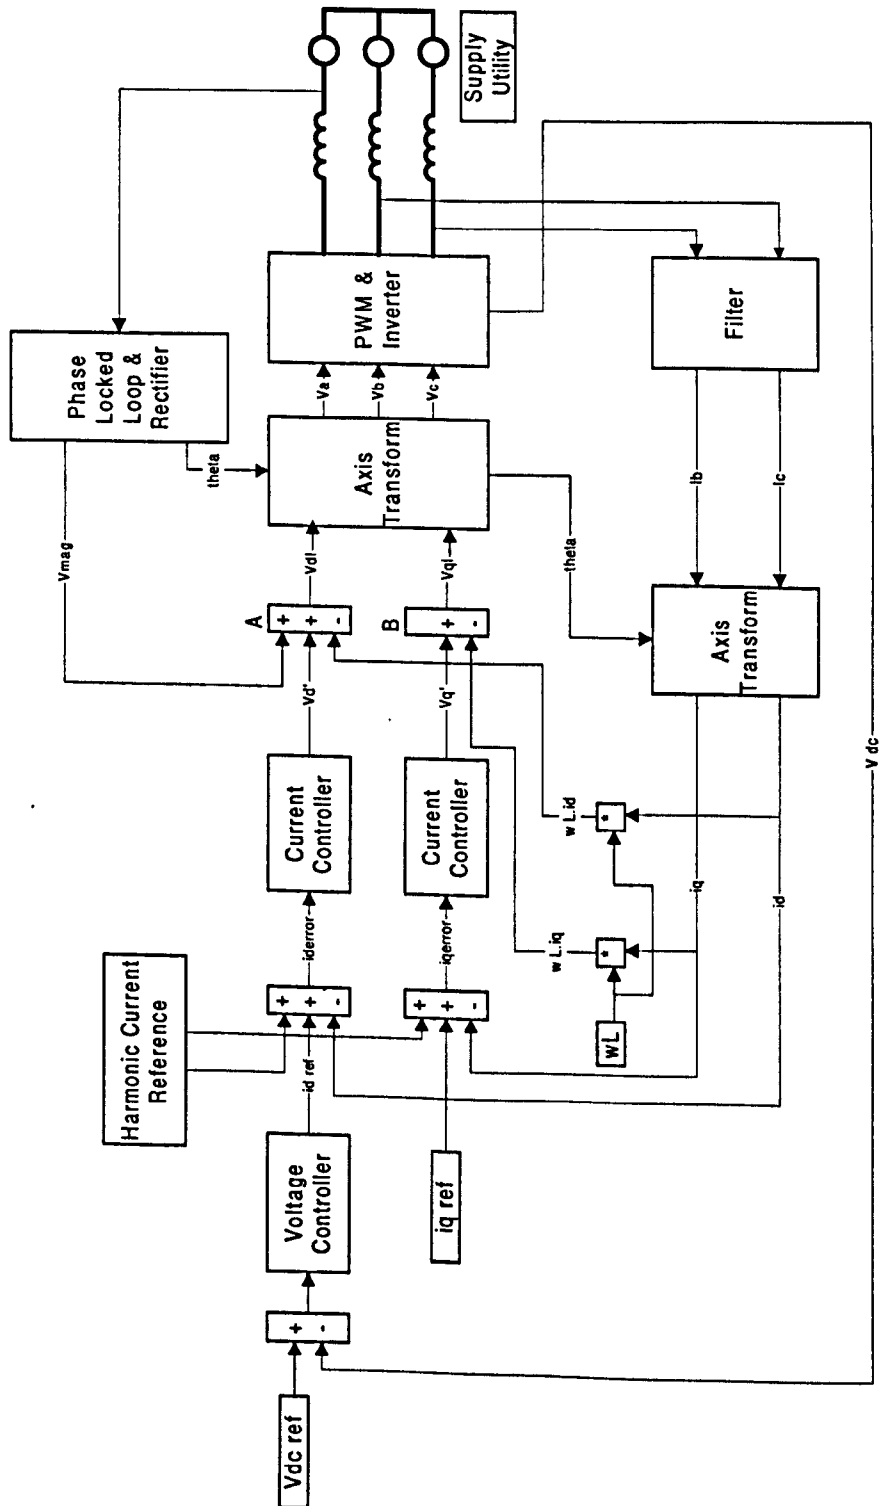 Supply
Utility
Phase
Locked
Loop &
Rectifier
PWM &
Inverter
Filter
Va
Vb
Vc
theta
Vmag
Axis
Transform
Ib
Ic
Vdl
Vql
theta
A
+
+
-
B
+
-
Axis
Transform
V dc
Vd'
Vq'
Current
Controller
Current
Controller
w L.id
*
w L.iq
*
iq
id
wL
iderror
iqerror
+
+
-
+
+
-
Harmonic Current
Reference
id ref
Voltage
Controller
iq ref
+
-
Vdc ref